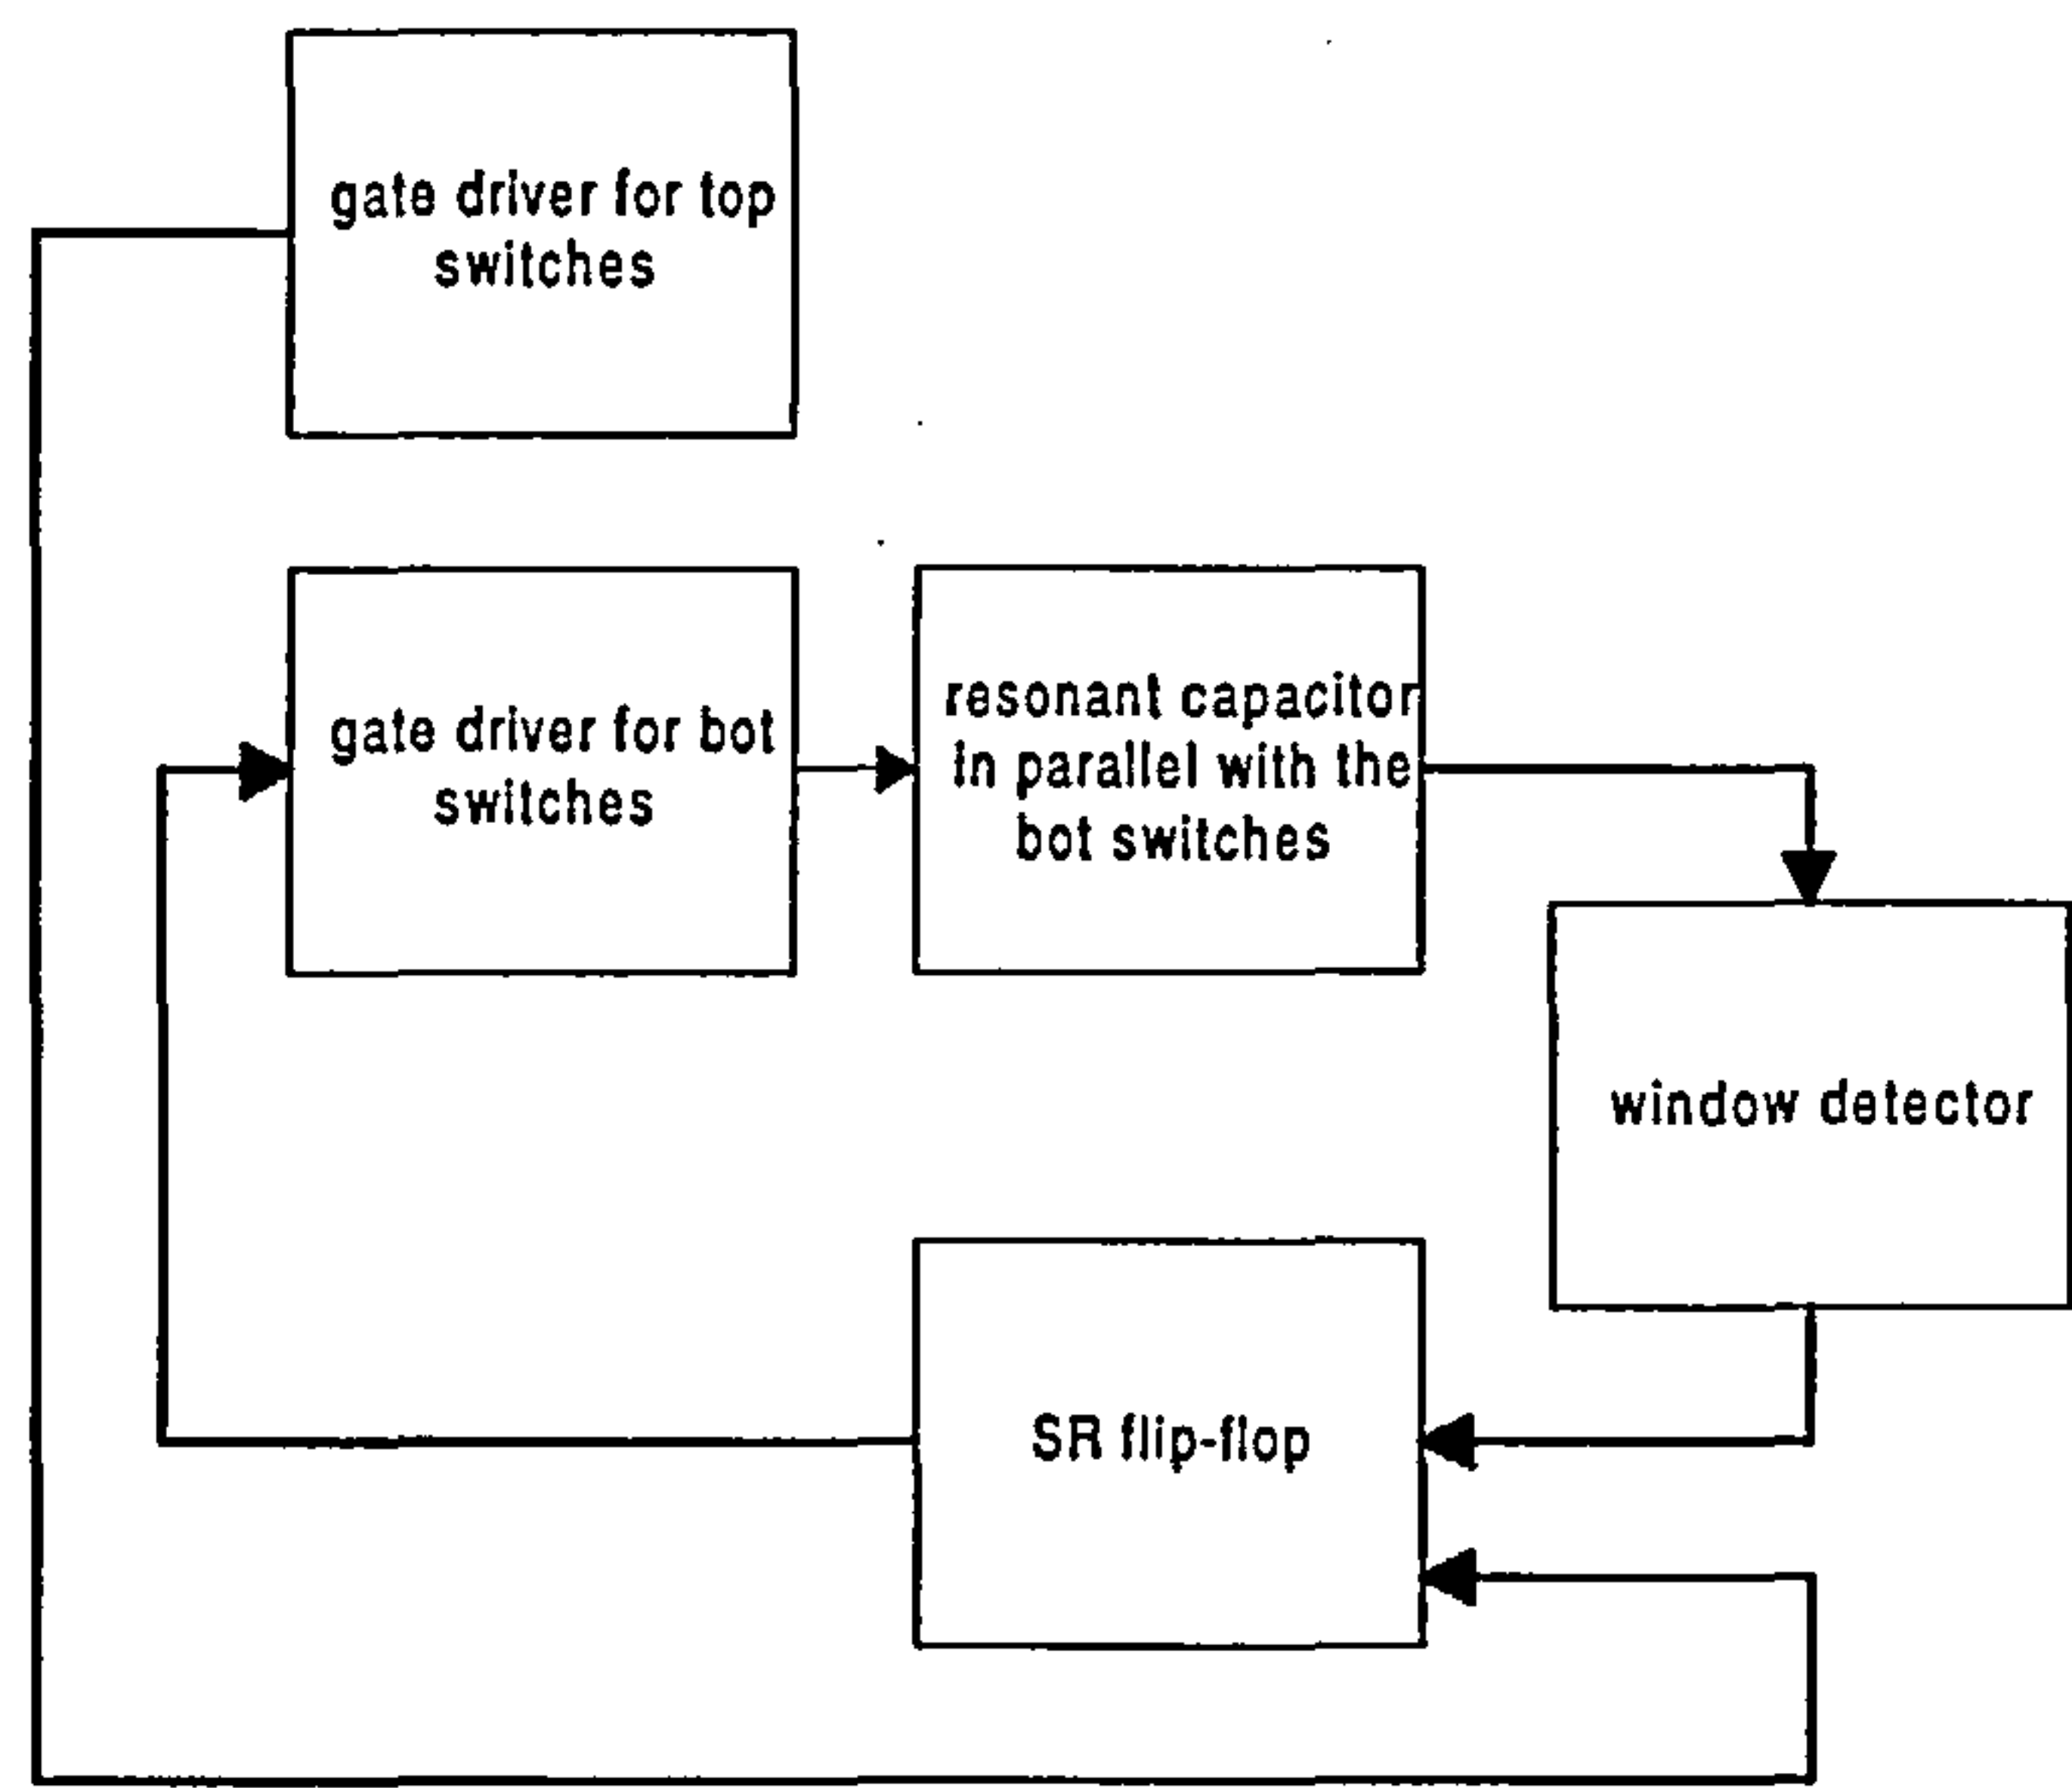 gate driver for top
switches
gate driver for bot
switches
resonant capacitor
in parallel with the
bot switches
window detector
SR flip-flop